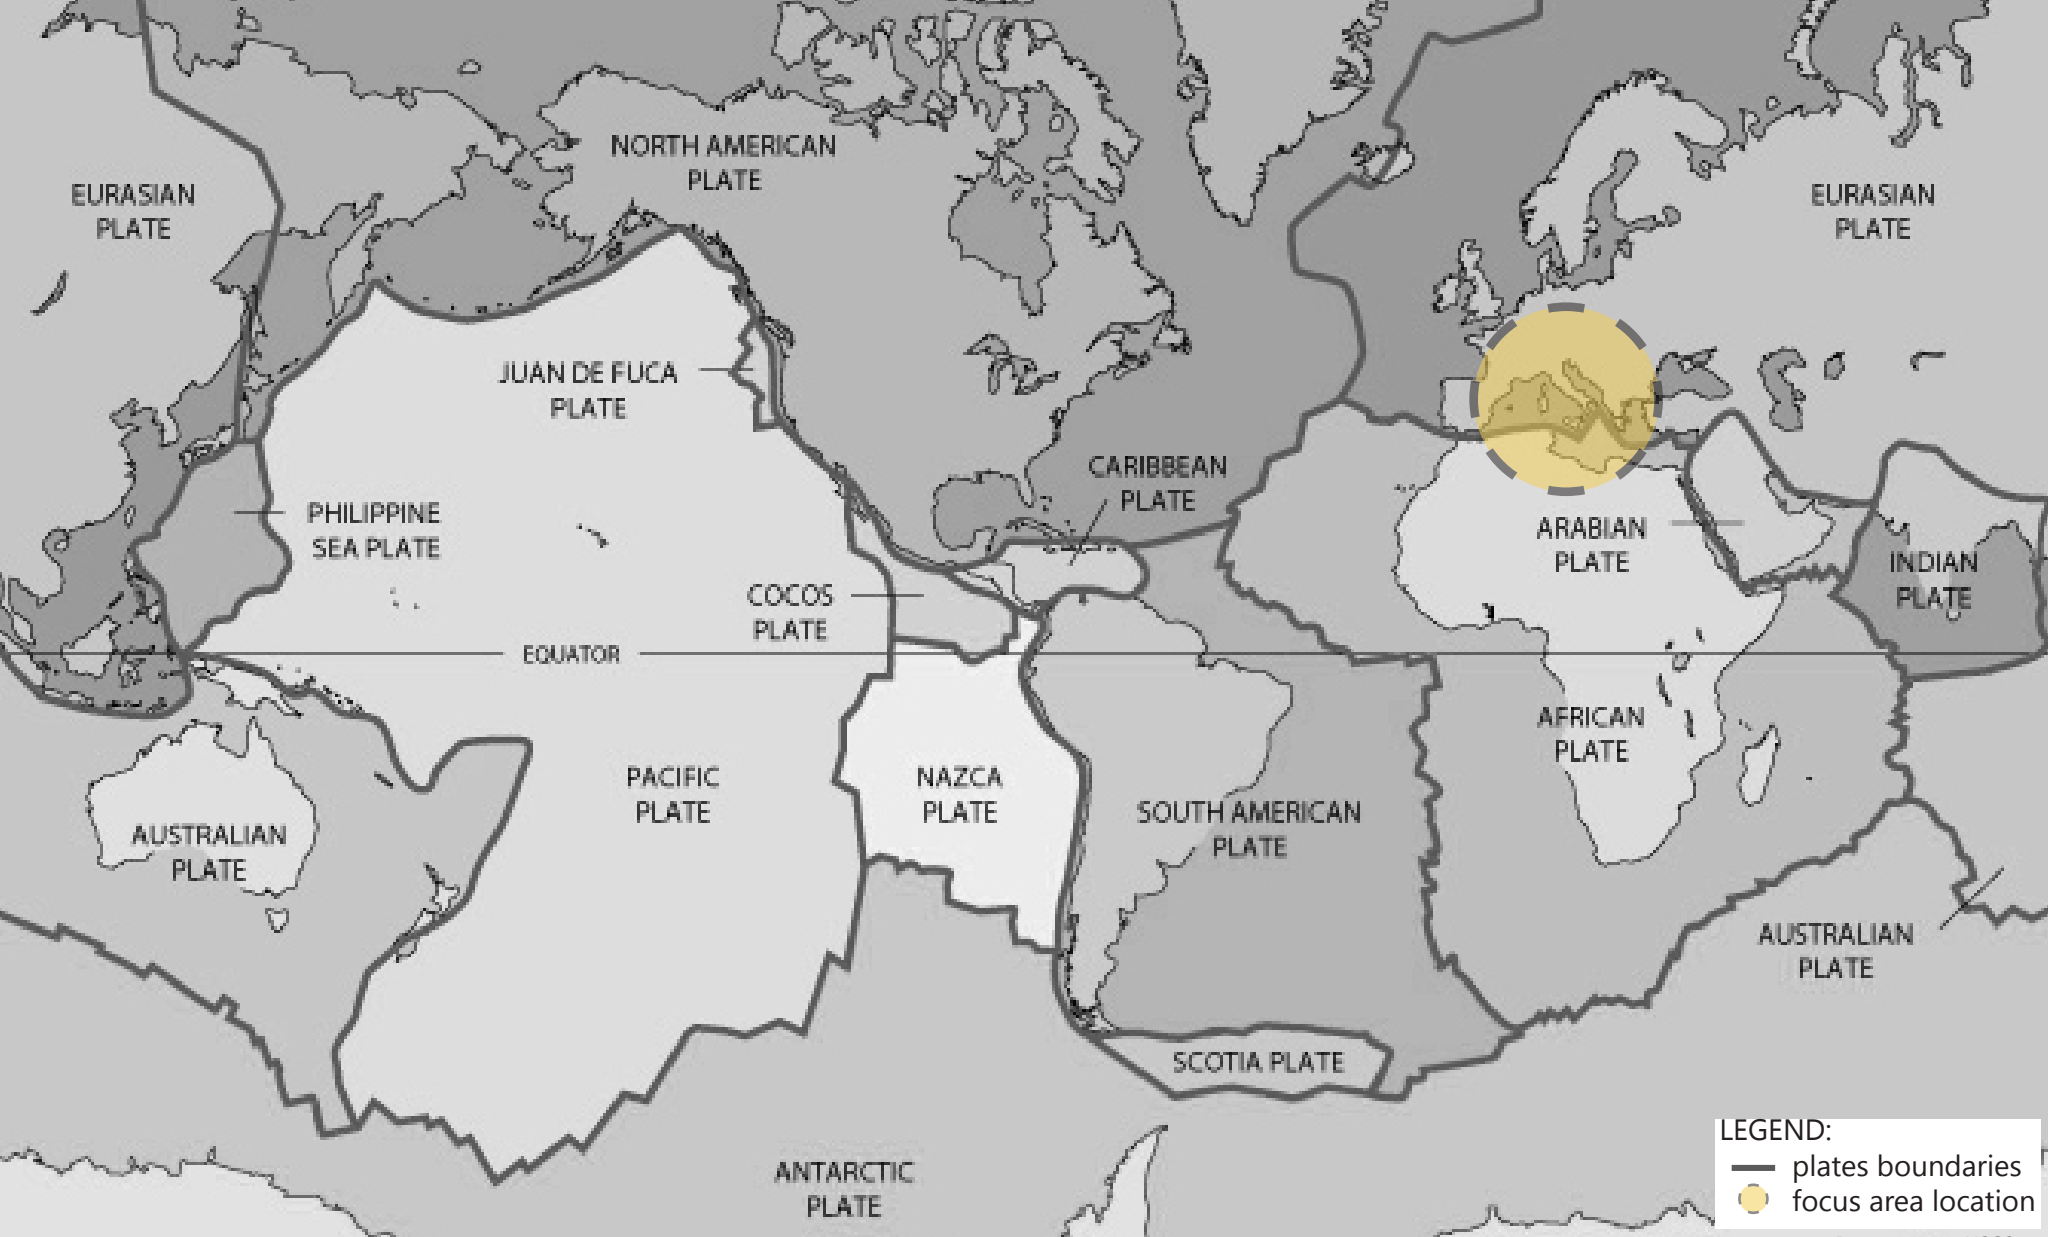 NORTH AMERICAN
PLATE
EURASIAN
PLATE
EURASIAN
PLATE
JUAN DE FUCA
PLATE
CARIBBEAN
PLATE
PHILIPPINE
SEA PLATE
ARABIAN
PLATE
INDIAN
PLATE
COCOS
PLATE
EQUATOR
AFRICAN
PLATE
PACIFIC
PLATE
NAZCA
PLATE
SOUTH AMERICAN
PLATE
AUSTRALIAN
PLATE
AUSTRALIAN
PLATE
SCOTIA PLATE
ANTARCTIC
PLATE
LEGEND:
plates boundaries
focus area location